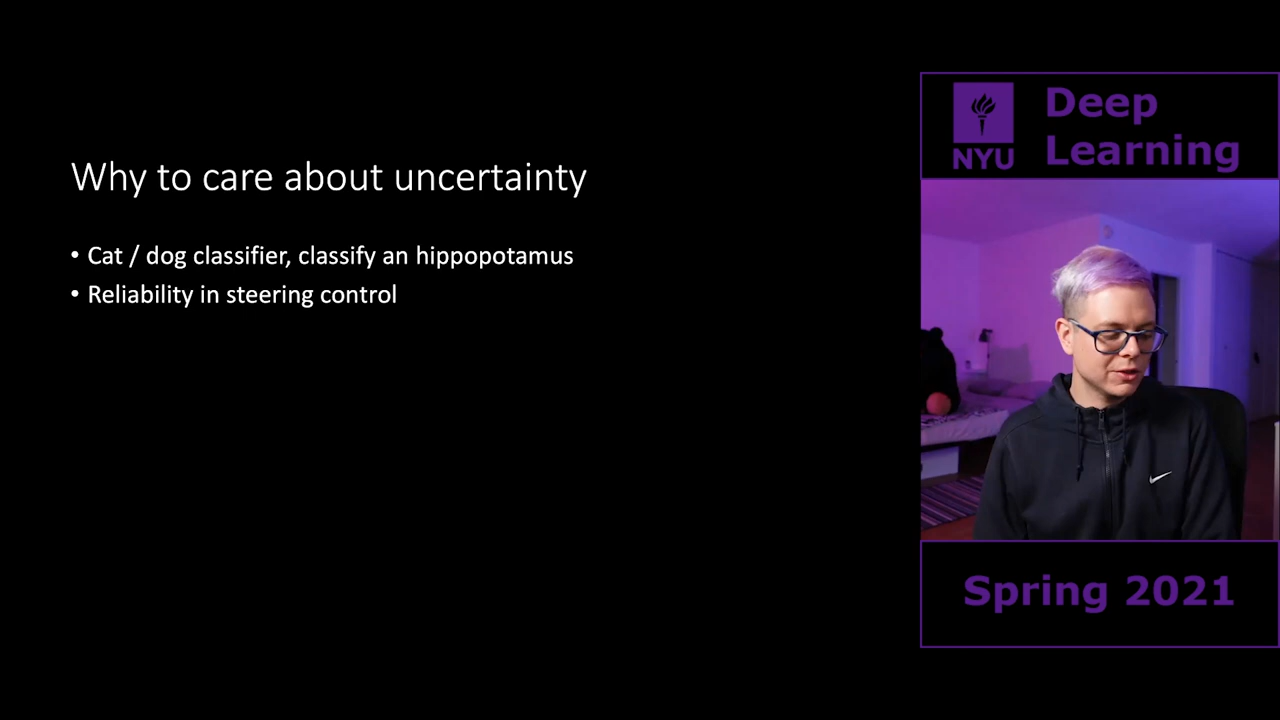 Why to care about uncertainty
• Cat / dog classifier, classify an hippopotamus
• Reliability in steering control
NYU
Deep
Learning
Spring 2021